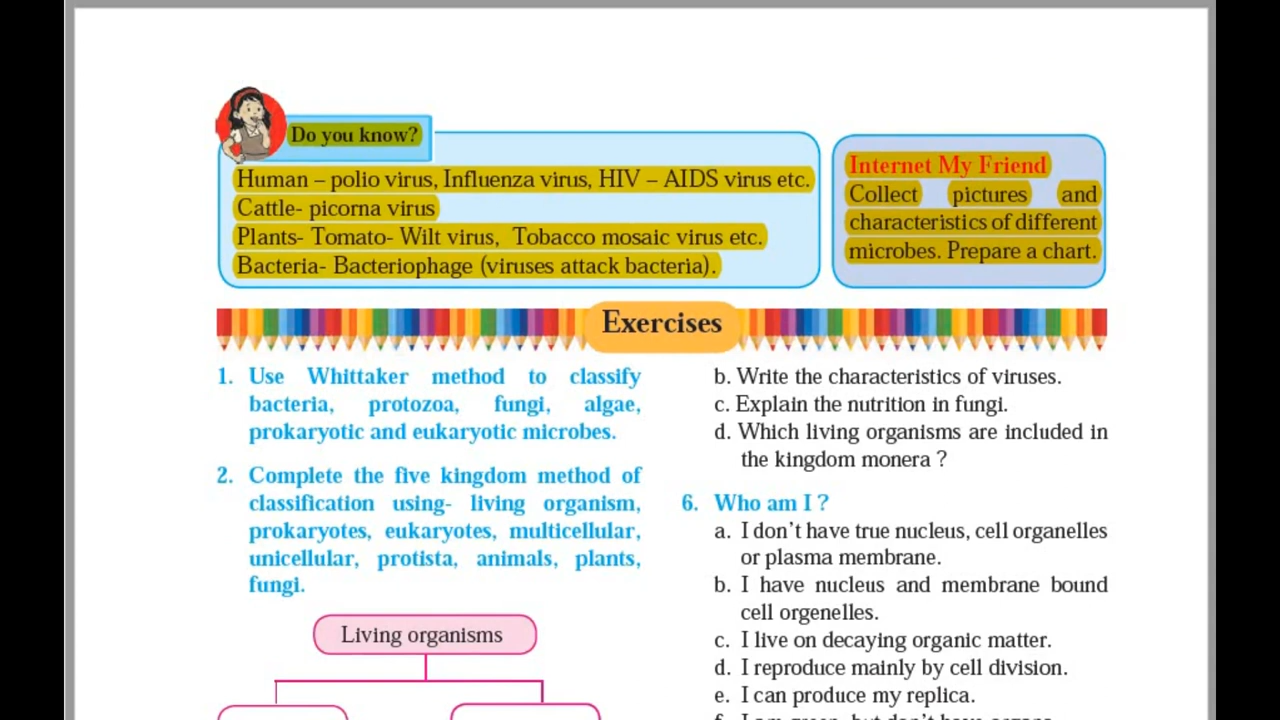 Do you know?
Human – polio virus, Influenza virus, HIV – AIDS virus etc.
Cattle- picorna virus
Plants- Tomato- Wilt virus, Tobacco mosaic virus etc.
Bacteria- Bacteriophage (viruses attack bacteria).
Internet My Friend
Collect pictures and
characteristics of different
microbes. Prepare a chart.
Exercises
1. Use Whittaker method to classify
bacteria, protozoa, fungi, algae,
prokaryotic and eukaryotic microbes.
2. Complete the five kingdom method of
classification using- living organism,
prokaryotes, eukaryotes, multicellular,
unicellular, protista, animals, plants,
fungi.
Living organisms
b. Write the characteristics of viruses.
c. Explain the nutrition in fungi.
d. Which living organisms are included in
the kingdom monera ?
6. Who am I ?
a. I don't have true nucleus, cell organelles
or plasma membrane.
b. I have nucleus and membrane bound
cell orgenelles.
c. I live on decaying organic matter.
d. I reproduce mainly by cell division.
e. I can produce my replica.